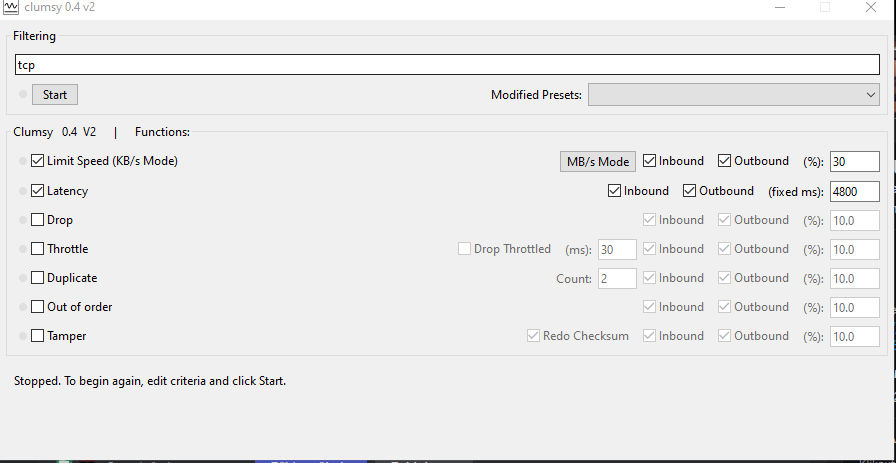 clumsy 0.4 v2
Filtering
tcp
Start Modified Presets:
Clumsy 0.4 V2 | Functions:
Limit Speed (KB/s Mode) MB/s Mode Inbound Outbound (%): 30
Latency Inbound Outbound (fixed ms): 4800
Drop Inbound Outbound (%): 10.0
Throttle Drop Throttled (ms): 30 Inbound Outbound (%): 10.0
Duplicate Count: 2 Inbound Outbound (%): 10.0
Out of order Inbound Outbound (%): 10.0
Tamper Redo Checksum Inbound Outbound (%): 10.0
Stopped. To begin again, edit criteria and click Start.